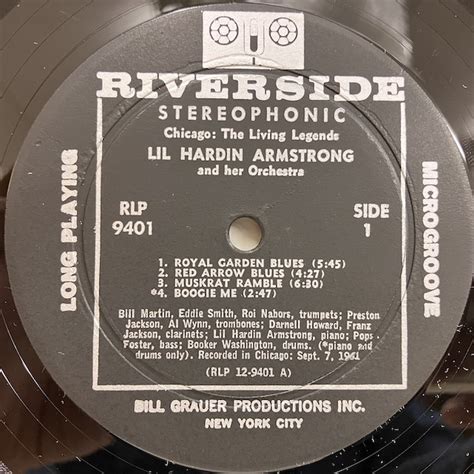 RIVERSIDE
STEREOPHONIC
Chicago: The Living Legends
LIL HARDIN ARMSTRONG
and her Orchestra
RLP
9401
SIDE
1
LONG PLAYING
MICROGROOVE
1. ROYAL GARDEN BLUES (5:45)
2. RED ARROW BLUES (4:27)
3. MUSKRAT RAMBLE (6:30)
*4. BOOGIE ME (2:47)
Bill Martin, Eddie Smith, Roi Nabors, trumpets; Preston
Jackson, Al Wynn, trombones; Darnell Howard, Franz
Jackson, clarinets; Lil Hardin Armstrong, piano; Pops
Foster, bass; Booker Washington, drums. (*piano and
drums only). Recorded in Chicago: Sept. 7, 1961
(RLP 12-9401 A)
BILL GRAUER PRODUCTIONS INC.
NEW YORK CITY